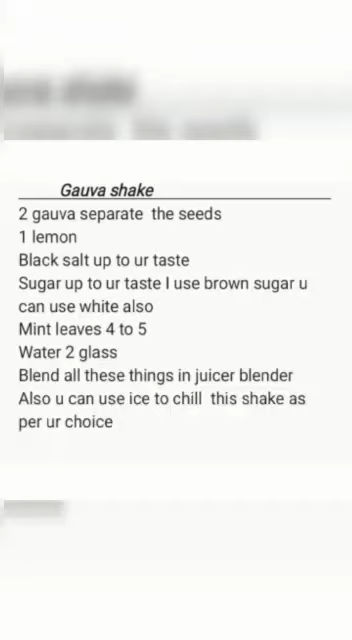 Gauva shake
2 gauva separate the seeds
1 lemon
Black salt up to ur taste
Sugar up to ur taste I use brown sugar u
can use white also
Mint leaves 4 to 5
Water 2 glass
Blend all these things in juicer blender
Also u can use ice to chill this shake as
per ur choice